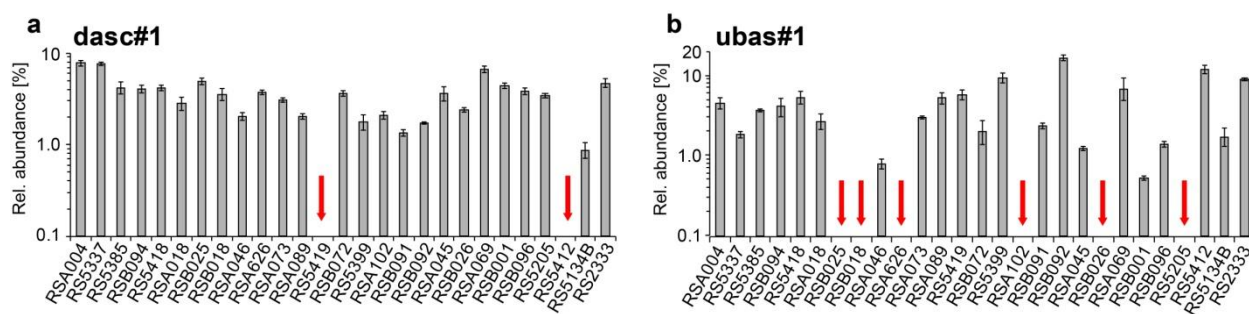 a dasc#1
Rel. abundance [%]
10
1.0
0.1
RSA004
RS5337
RS5385
RSB094
RS5418
RSA018
RSB025
RSB018
RSA046
RSA626
RSA073
RSA089
RS5419
RSB072
RS5399
RSA102
RSB091
RSB092
RSA045
RSB026
RSA069
RSB001
RSB096
RS5205
RS5412
RS5134B
RS2333
b ubas#1
Rel. abundance [%]
20
10
1.0
0.1
RSA004
RS5337
RS5385
RSB094
RS5418
RSA018
RSB025
RSB018
RSA046
RSA626
RSA073
RSA089
RS5419
RSB072
RS5399
RSA102
RSB091
RSB092
RSA045
RSB026
RSA069
RSB001
RSB096
RS5205
RS5412
RS5134B
RS2333